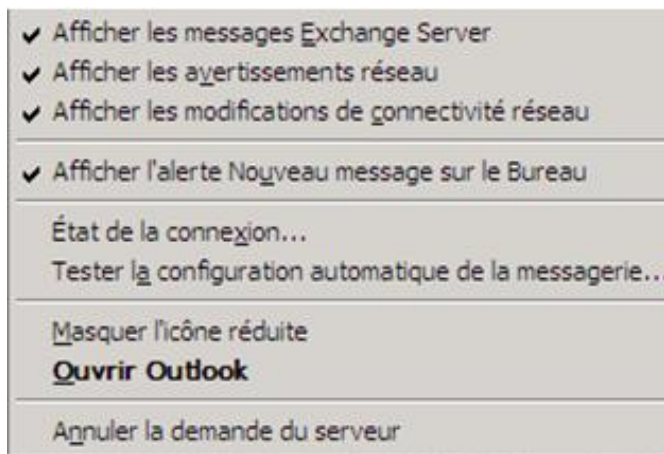 Afficher les messages Exchange Server
Afficher les avertissements réseau
Afficher les modifications de connectivité réseau
Afficher l'alerte Nouveau message sur le Bureau
État de la connexion...
Tester la configuration automatique de la messagerie...
Masquer l'icône réduite
Ouvrir Outlook
Annuler la demande du serveur